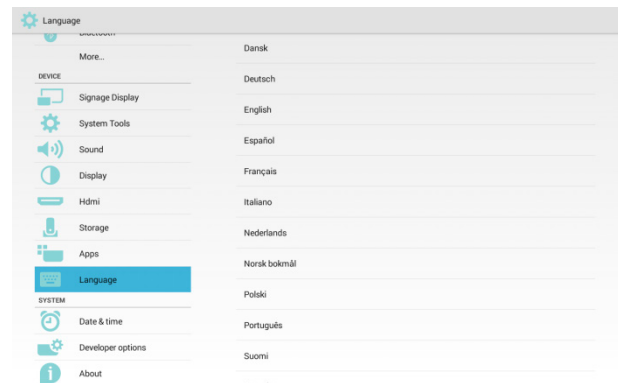 Language
Bluetooth
More...
DEVICE
Signage Display
System Tools
Sound
Display
Hdmi
Storage
Apps
Language
SYSTEM
Date & time
Developer options
About
Dansk
Deutsch
English
Español
Français
Italiano
Nederlands
Norsk bokmål
Polski
Português
Suomi